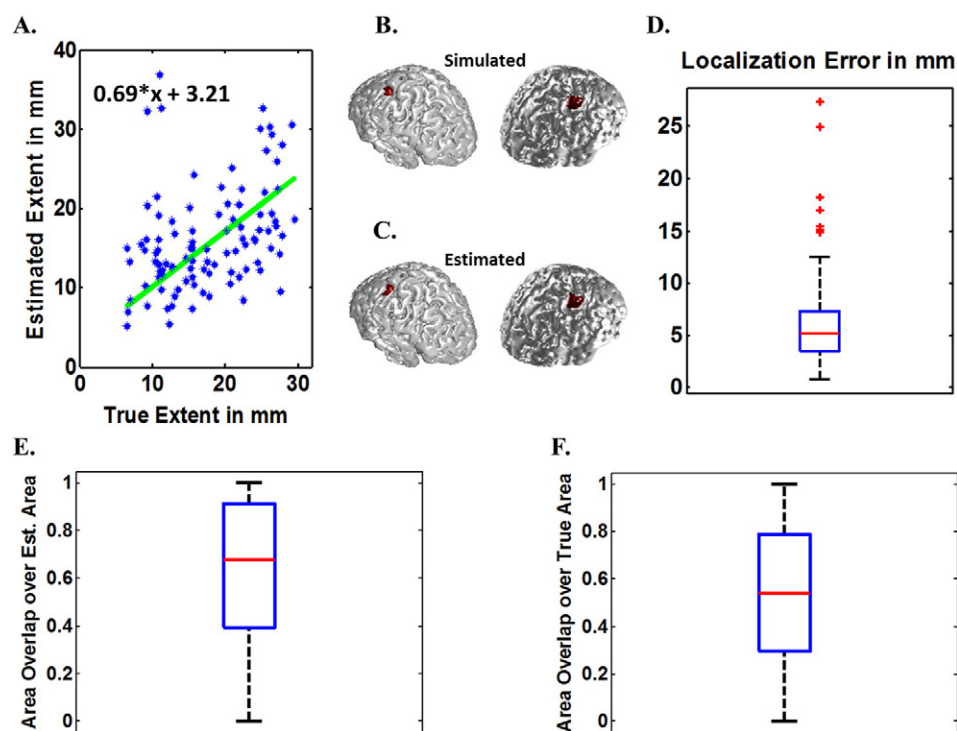 A.
40
30
20
10
0
Estimated Extent in mm
0.69*x + 3.21
0 10 20 30
True Extent in mm
B.
Simulated
C.
Estimated
D.
Localization Error in mm
25
20
15
10
5
0
E.
Area Overlap over Est. Area
1
0.8
0.6
0.4
0.2
0
F.
Area Overlap over True Area
1
0.8
0.6
0.4
0.2
0